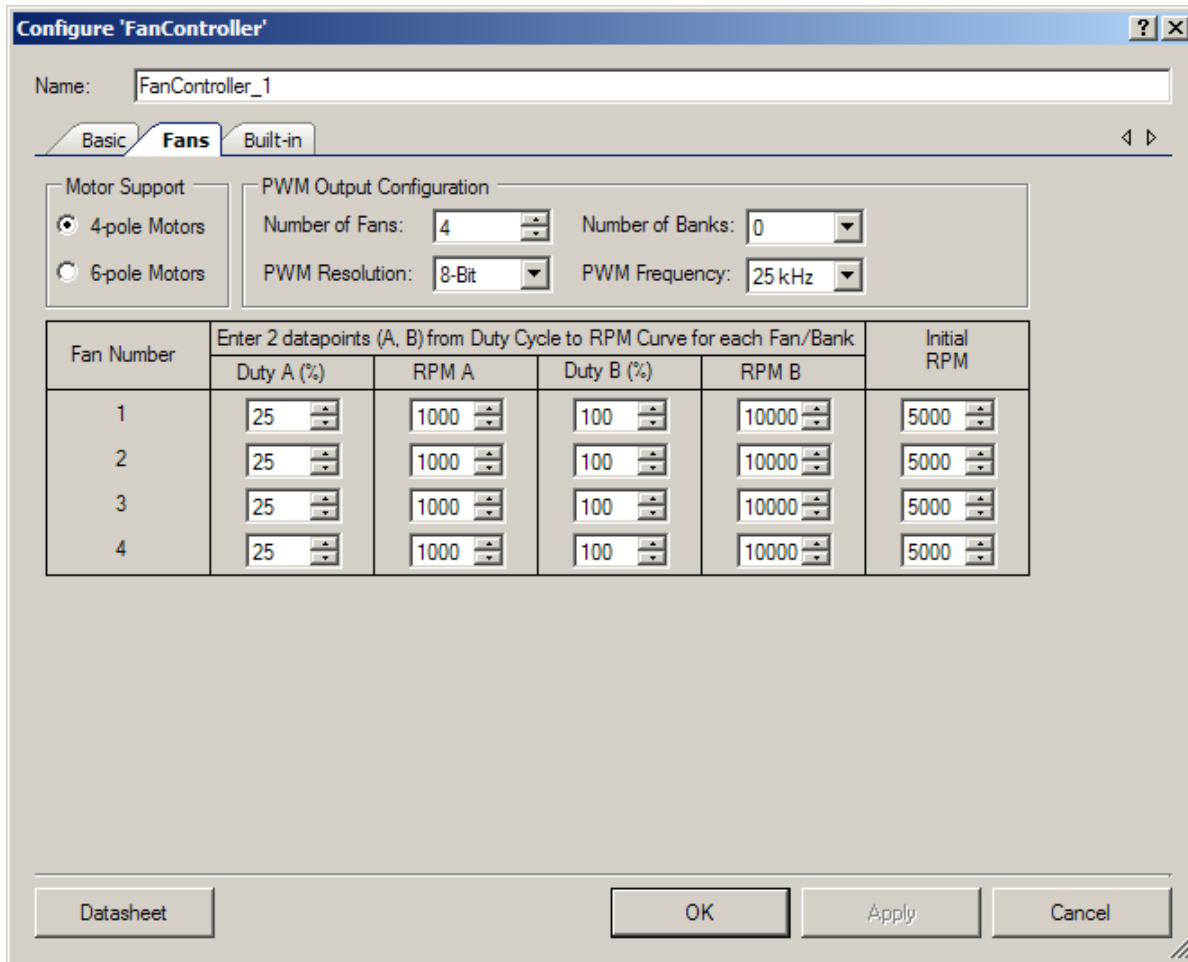 Configure 'FanController'
Name: FanController_1
Basic Fans Built-in
Motor Support
4-pole Motors
6-pole Motors
PWM Output Configuration
Number of Fans: 4 Number of Banks: 0
PWM Resolution: 8-Bit PWM Frequency: 25 kHz
Fan Number Enter 2 datapoints (A, B) from Duty Cycle to RPM Curve for each Fan/Bank Initial RPM
Duty A (%) RPM A Duty B (%) RPM B
1 25 1000 100 10000 5000
2 25 1000 100 10000 5000
3 25 1000 100 10000 5000
4 25 1000 100 10000 5000
Datasheet OK Apply Cancel